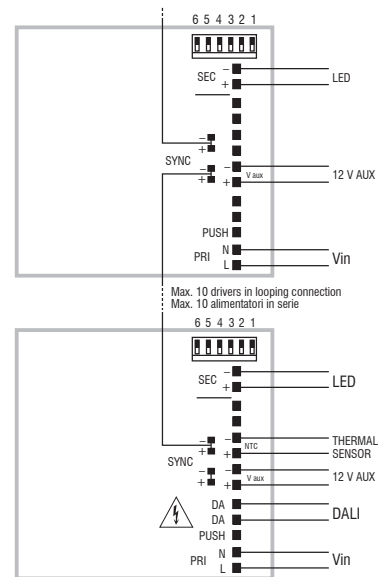 6 5 4 3 2 1
–
SEC
+
LED
–
+
SYNC
–
+
–
V aux
+
12 V AUX
PUSH
N
PRI
L
Vin
Max. 10 drivers in looping connection
Max. 10 alimentatori in serie
6 5 4 3 2 1
–
SEC
+
LED
–
+
SYNC
–
NTC
+
THERMAL
SENSOR
–
+
–
V aux
+
12 V AUX
DA
DA
DALI
PUSH
N
PRI
L
Vin